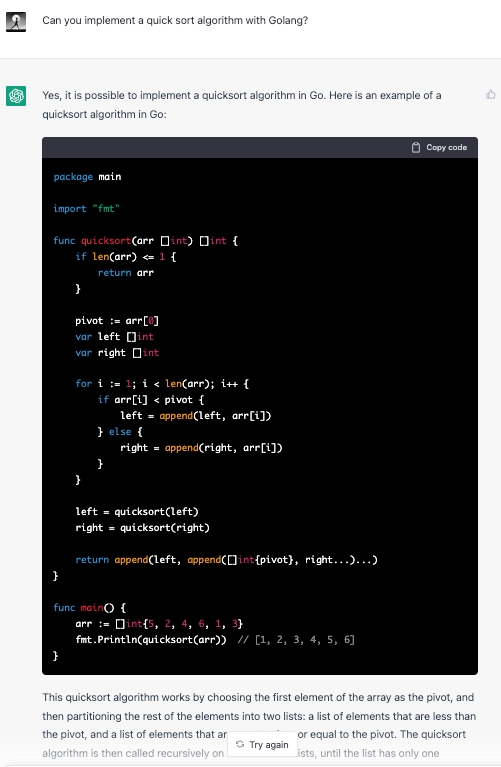 Can you implement a quick sort algorithm with Golang?
Yes, it is possible to implement a quicksort algorithm in Go. Here is an example of a
quicksort algorithm in Go:
Copy code
package main
import "fmt"
func quicksort(arr []int) []int {
if len(arr) <= 1 {
return arr
}
pivot := arr[0]
var left []int
var right []int
for i := 1; i < len(arr); i++ {
if arr[i] < pivot {
left = append(left, arr[i])
} else {
right = append(right, arr[i])
}
}
left = quicksort(left)
right = quicksort(right)
return append(left, append([]int{pivot}, right...)...)
}
func main() {
arr := []int{5, 2, 4, 6, 1, 3}
fmt.Println(quicksort(arr)) // [1, 2, 3, 4, 5, 6]
}
This quicksort algorithm works by choosing the first element of the array as the pivot, and
then partitioning the rest of the elements into two lists: a list of elements that are less than
the pivot, and a list of elements that or equal to the pivot. The quicksort
Try again
algorithm is then called recursively on until the list has only one